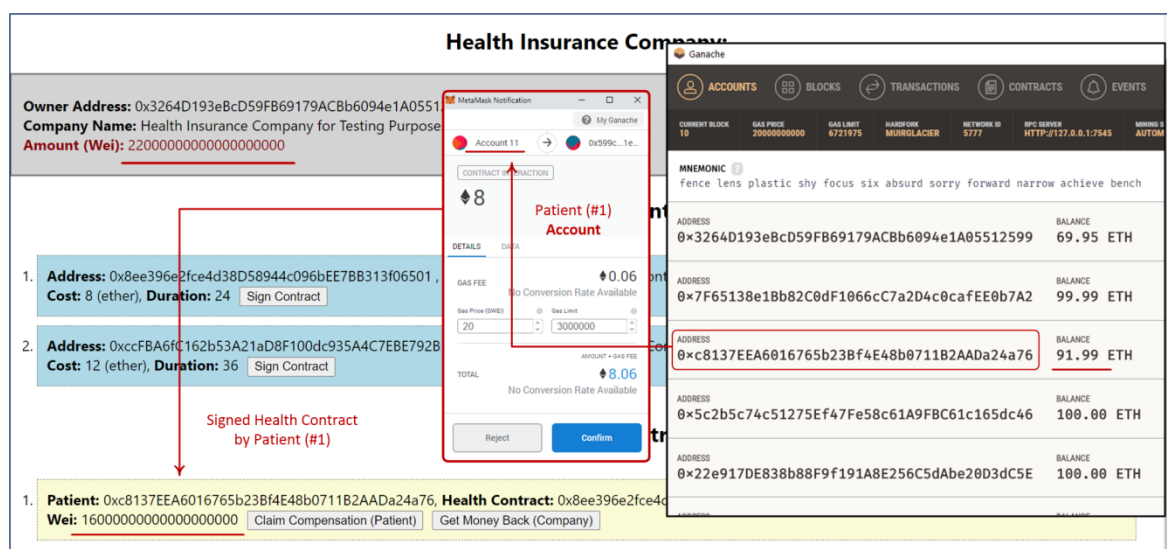 Health Insurance Company:
Owner Address: 0x3264D193eBcD59FB69179ACBb6094e1A0551
Company Name: Health Insurance Company for Testing Purpose
Amount (Wei): 22000000000000000000
1. Address: 0x8ee396e2fce4d38D58944c096bEE7BB313f06501 ,
Cost: 8 (ether), Duration: 24 Sign Contract
2. Address: 0xccFBA6fC162b53A21aD8F100dc935A4C7EBE792B
Cost: 12 (ether), Duration: 36 Sign Contract
Signed Health Contract
by Patient (#1)
1. Patient: 0xc8137EEA6016765b23Bf4E48b0711B2AADa24a76, Health Contract: 0x8ee396e2fce4c
Wei: 16000000000000000000 Claim Compensation (Patient) Get Money Back (Company)
MetaMask Notification
My Ganache
Account 11 0x599c...1e...
CONTRACT INTERACTION
8
Patient (#1)
Account
DETAILS DATA
GAS FEE 0.06
No Conversion Rate Available
Gas Price (GWEI) Gas Limit
20 3000000
AMOUNT + GAS FEE
TOTAL 8.06
No Conversion Rate Available
Reject Confirm
Ganache
ACCOUNTS BLOCKS TRANSACTIONS CONTRACTS EVENTS
CURRENT BLOCK GAS PRICE GAS LIMIT HARDFORK NETWORK ID RPC SERVER MINING S
10 20000000000 6721975 MUIRGLACIER 5777 HTTP://127.0.0.1:7545 AUTOM
MNEMONIC ?
fence lens plastic shy focus six absurd sorry forward narrow achieve bench
ADDRESS BALANCE
0×3264D193eBcD59FB69179ACBb6094e1A05512599 69.95 ETH
ADDRESS BALANCE
0×7F65138e1Bb82C0dF1066cC7a2D4c0cafEE0b7A2 99.99 ETH
ADDRESS BALANCE
0×c8137EEA6016765b23Bf4E48b0711B2AADa24a76 91.99 ETH
ADDRESS BALANCE
0×5c2b5c74c51275Ef47Fe58c61A9FBC61c165dc46 100.00 ETH
ADDRESS BALANCE
0×22e917DE838b88F9f191A8E256C5dAbe20D3dC5E 100.00 ETH